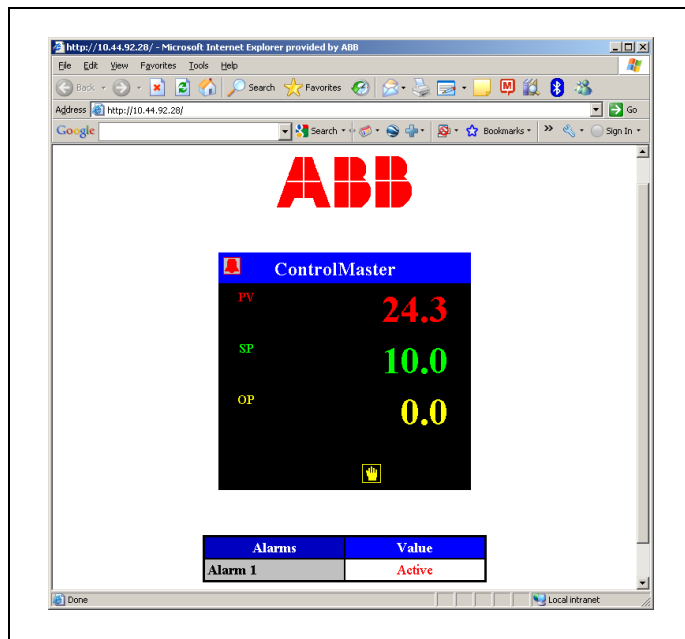 http://10.44.92.28/ - Microsoft Internet Explorer provided by ABB
File Edit View Favorites Tools Help
Back Search Favorites
Address http://10.44.92.28/ Go
Google Search Bookmarks Sign In
ABB
ControlMaster
PV 24.3
SP 10.0
OP 0.0
Alarms Value
Alarm 1 Active
Done Local intranet